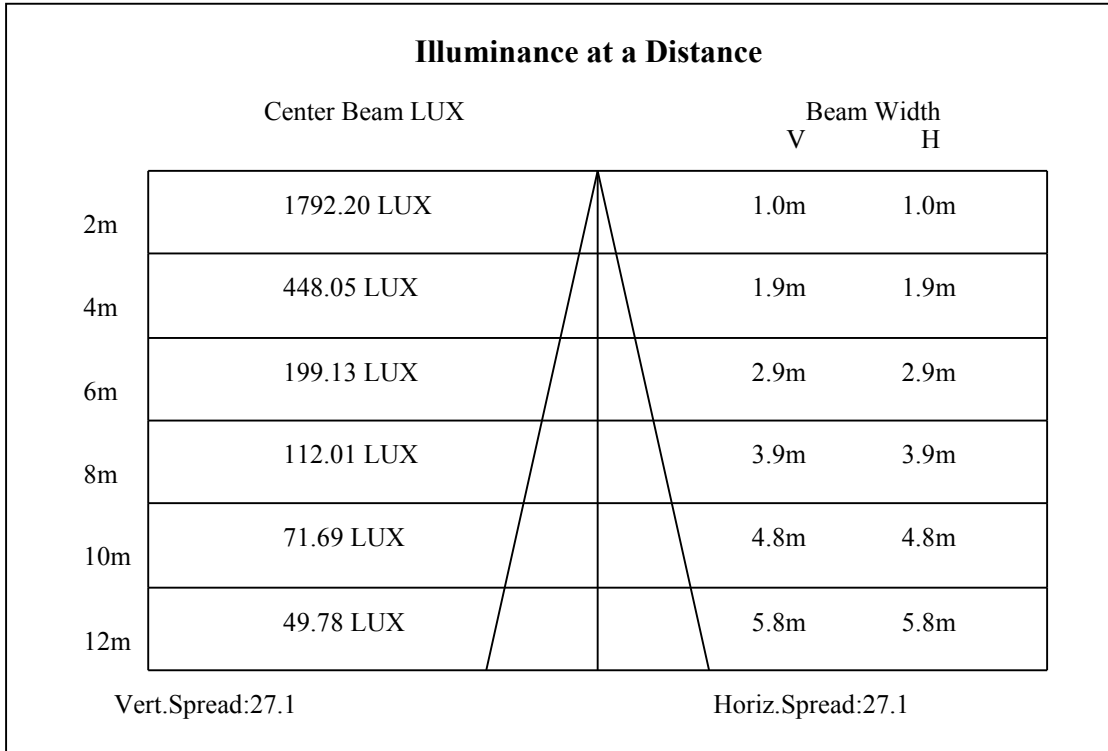 Illuminance at a Distance
Center Beam LUX Beam Width
V H
2m 1792.20 LUX 1.0m 1.0m
4m 448.05 LUX 1.9m 1.9m
6m 199.13 LUX 2.9m 2.9m
8m 112.01 LUX 3.9m 3.9m
10m 71.69 LUX 4.8m 4.8m
12m 49.78 LUX 5.8m 5.8m
Vert.Spread:27.1 Horiz.Spread:27.1